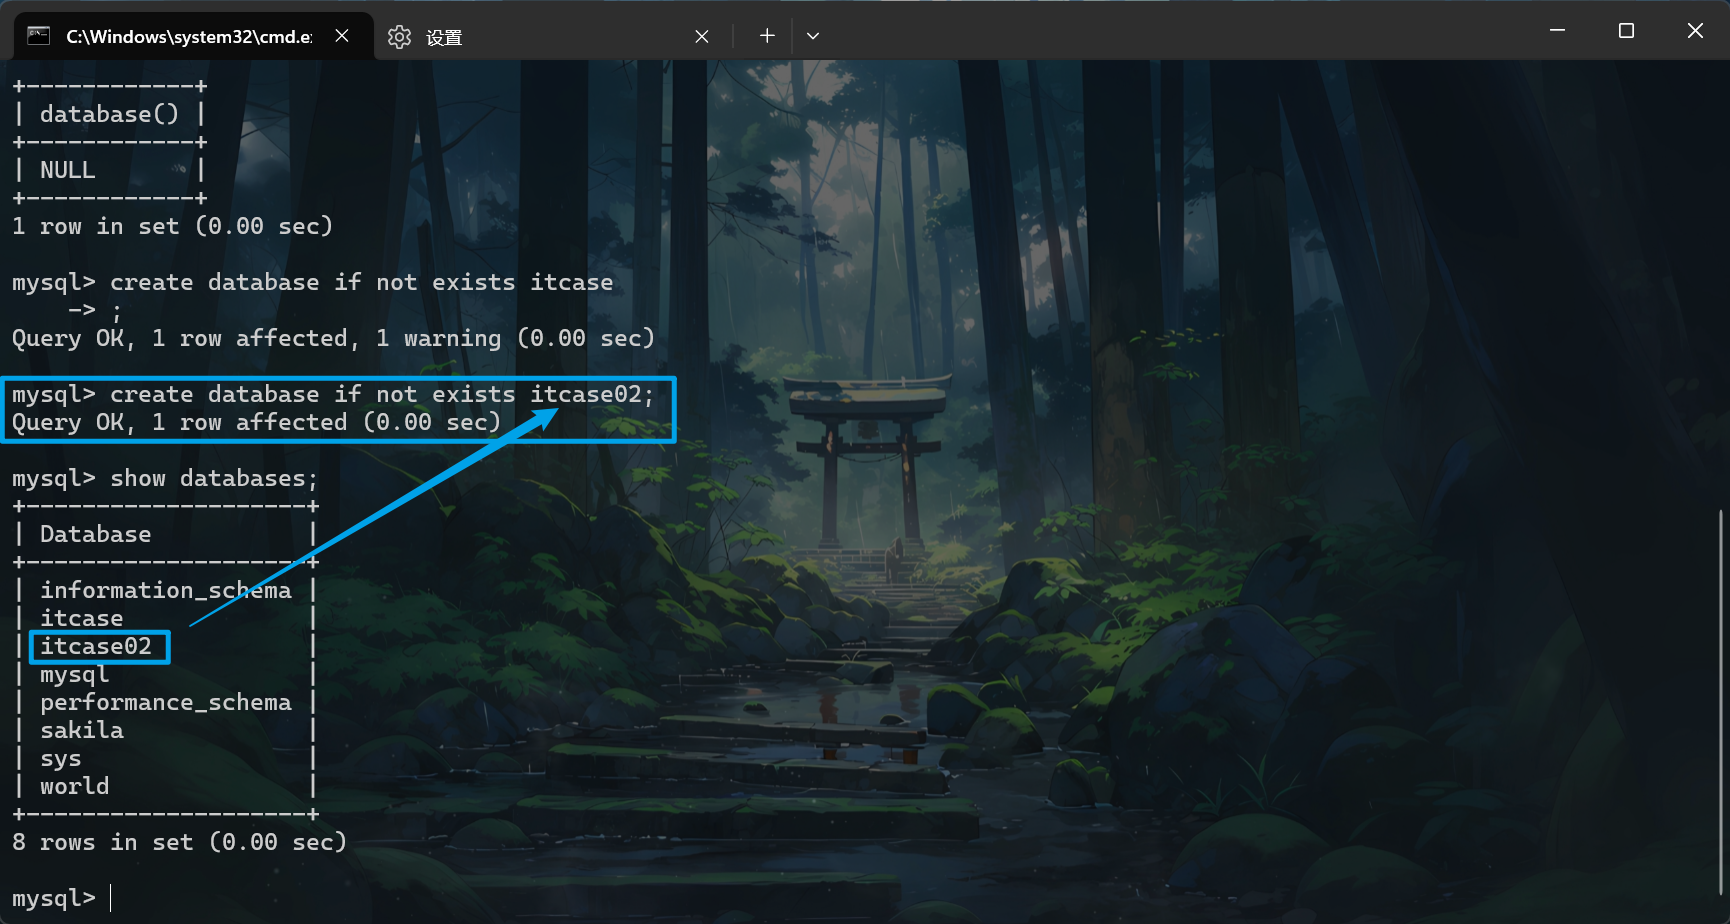 C:\Windows\system32\cmd.e
设置
+------------+
| database() |
+------------+
| NULL       |
+------------+
1 row in set (0.00 sec)
mysql> create database if not exists itcase
    -> ;
Query OK, 1 row affected, 1 warning (0.00 sec)
mysql> create database if not exists itcase02;
Query OK, 1 row affected (0.00 sec)
mysql> show databases;
+--------------------+
| Database           |
+--------------------+
| information_schema |
| itcase             |
| itcase02           |
| mysql              |
| performance_schema |
| sakila             |
| sys                |
| world              |
+--------------------+
8 rows in set (0.00 sec)
mysql>